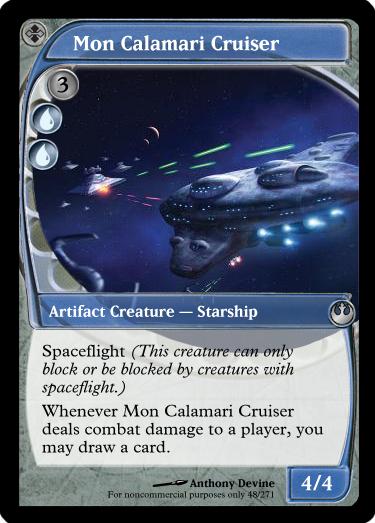 Mon Calamari Cruiser
3
Artifact Creature — Starship
Spaceflight (This creature can only
block or be blocked by creatures with
spaceflight.)
Whenever Mon Calamari Cruiser
deals combat damage to a player, you
may draw a card.
Anthony Devine
For noncommercial purposes only 48/271
4/4